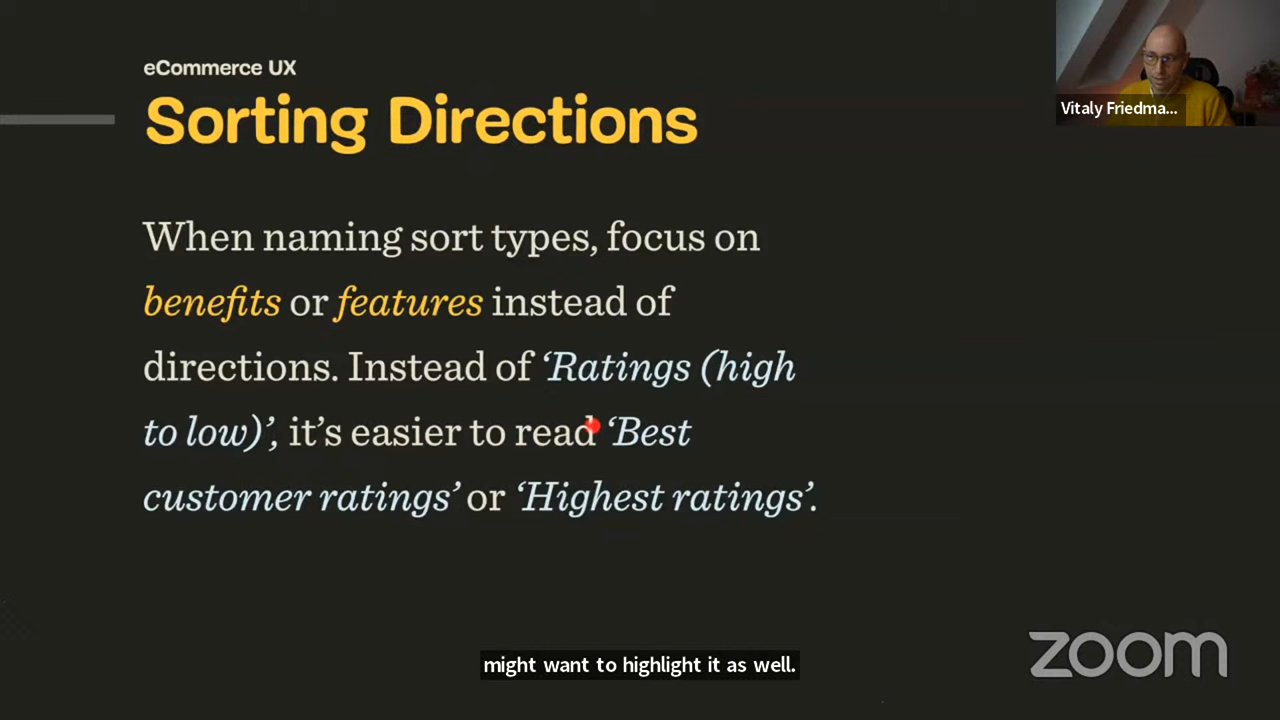 eCommerce UX
Sorting Directions
When naming sort types, focus on
benefits or features instead of
directions. Instead of ‘Ratings (high
to low)’, it’s easier to read ‘Best
customer ratings’ or ‘Highest ratings’.
Vitaly Friedma...
might want to highlight it as well.
zoom